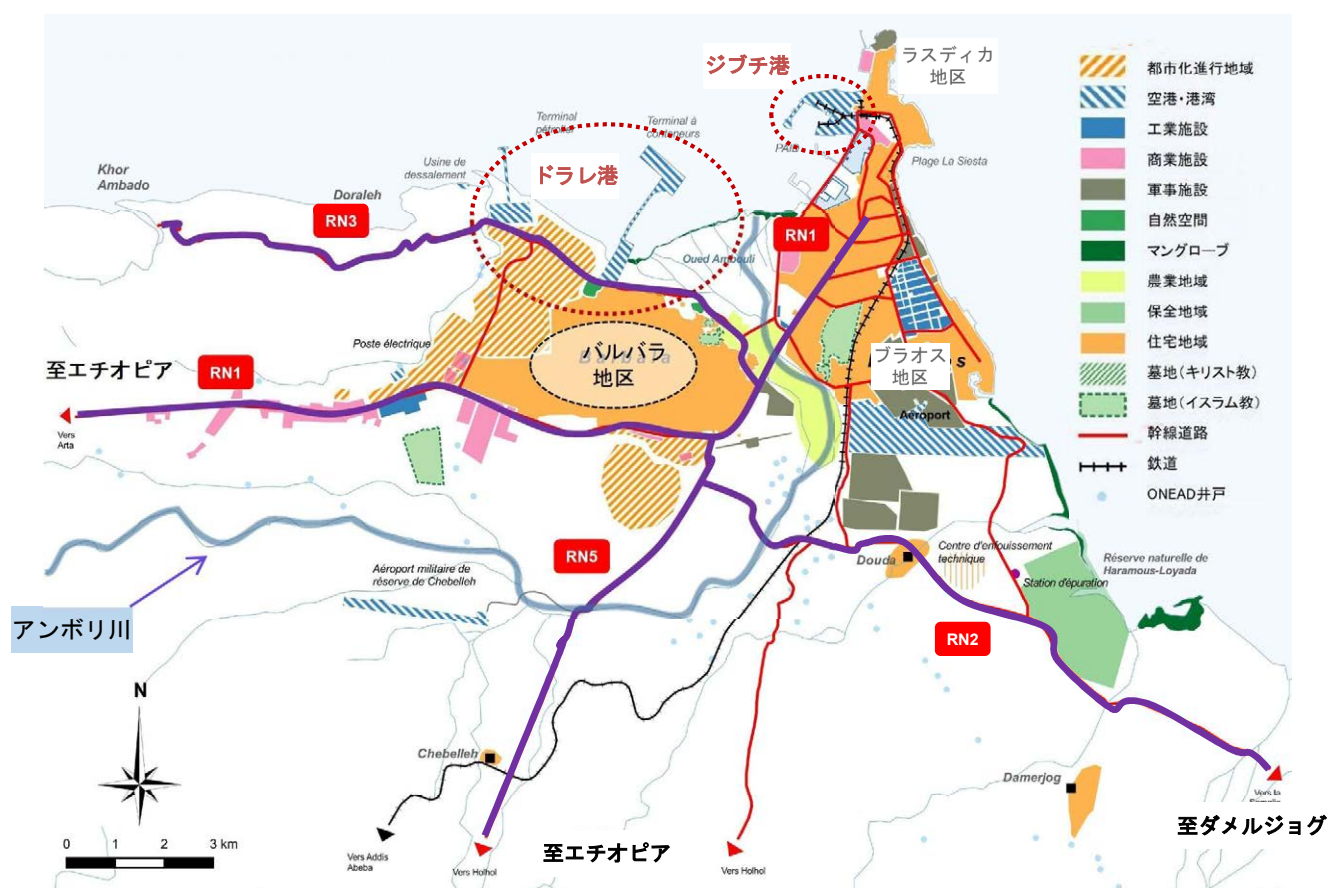 ジブチ港
ラスディカ
地区
Terminal
pétrolier
Terminal à
conteneurs
PAID
Plage La Siesta
Usine de
dessalement
Khor
Ambado
Doraleh
ドラレ港
RN3
RN1
Oued Ambouli
Poste électrique
バルバラ
地区
ブラオス
地区
S
Aéroport
至エチオピア
RN1
Vers
Arta
RN5
Centre d'enfouissement
technique
Douda
Station d'épuration
Réserve naturelle de
Haramous-Loyada
Aéroport militaire de
réserve de Chebelleh
アンボリ川
RN2
N
Chebelleh
Damerjog
0 1 2 3 km
Vers Addis
Abeba
Vers Holhol
至エチオピア
Vers Holhol
Vers la
至ダメルジョグ
都市化進行地域
空港・港湾
工業施設
商業施設
軍事施設
自然空間
マングローブ
農業地域
保全地域
住宅地域
墓地(キリスト教)
墓地(イスラム教)
幹線道路
鉄道
ONEAD井戸